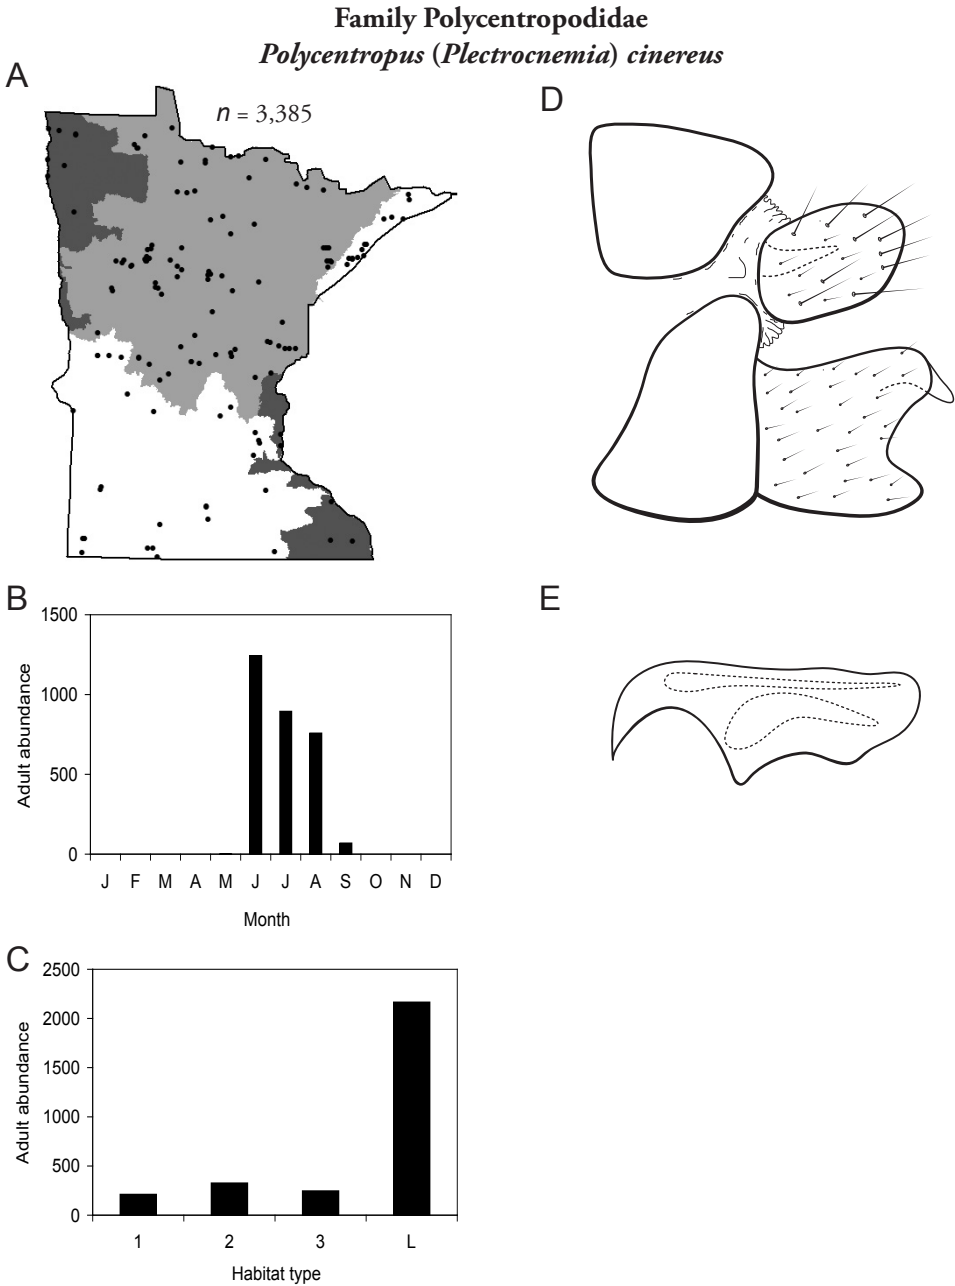 Family Polycentropodidae
Polycentropus (Plectrocnemia) cinereus
A
n = 3,385
D
B
1500
1000
500
0
Adult abundance
J F M A M J J A S O N D
Month
E
C
2500
2000
1500
1000
500
0
Adult abundance
1 2 3 L
Habitat type